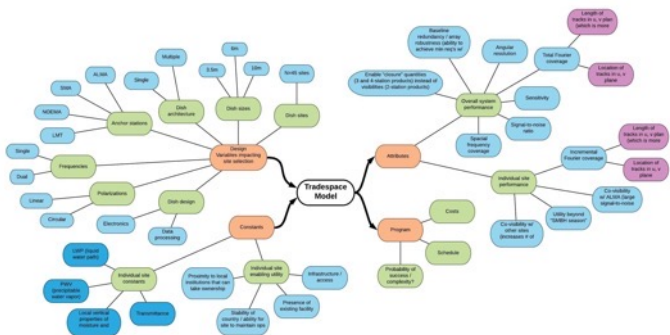 Multiple
Single
Dish
architecture
8m
3.5m
10m
Dish sizes
N=45 sites
Dish sites
ALMA
SMA
NOEMA
LMT
Anchor stations
Single
Dual
Frequencies
Linear
Circular
Polarizations
Dish design
Electronics
Data
processing
Design
Variables impacting
site selection
Tradespace
Model
Constants
LWP (liquid
water path)
PWV
(precipitable
water vapor)
Local vertical
properties of
moisture and
Transmittance
Individual site
constants
Individual site
enabling utility
Proximity to local
institutions that can
take ownership
Stability of
country / ability for
site to maintain ops
Presence of
existing facility
Infrastructure /
access
Attributes
Overall system
performance
Baseline
redundancy / array
robustness (ability to
achieve min req's w/
Enable "closure" quantities
(3 and 4-station products) instead of
visibilities (2-station products)
Angular
resolution
Total Fourier
coverage
Length of
tracks in u, v plan
(which is more
Location of
tracks in u, v
plane
Sensitivity
Signal-to-noise
ratio
Spacial
frequency
coverage
Individual site
performance
Incremental
Fourier coverage
Length of
tracks in u, v plan
(which is more
Location of
tracks in u, v
plane
Co-visibility
w/ ALMA (large
signal-to-noise
Utility beyond
"SMBH season"
Co-visibility w/
other sites
(increases # of
Program
Costs
Schedule
Probability of
success /
complexity?